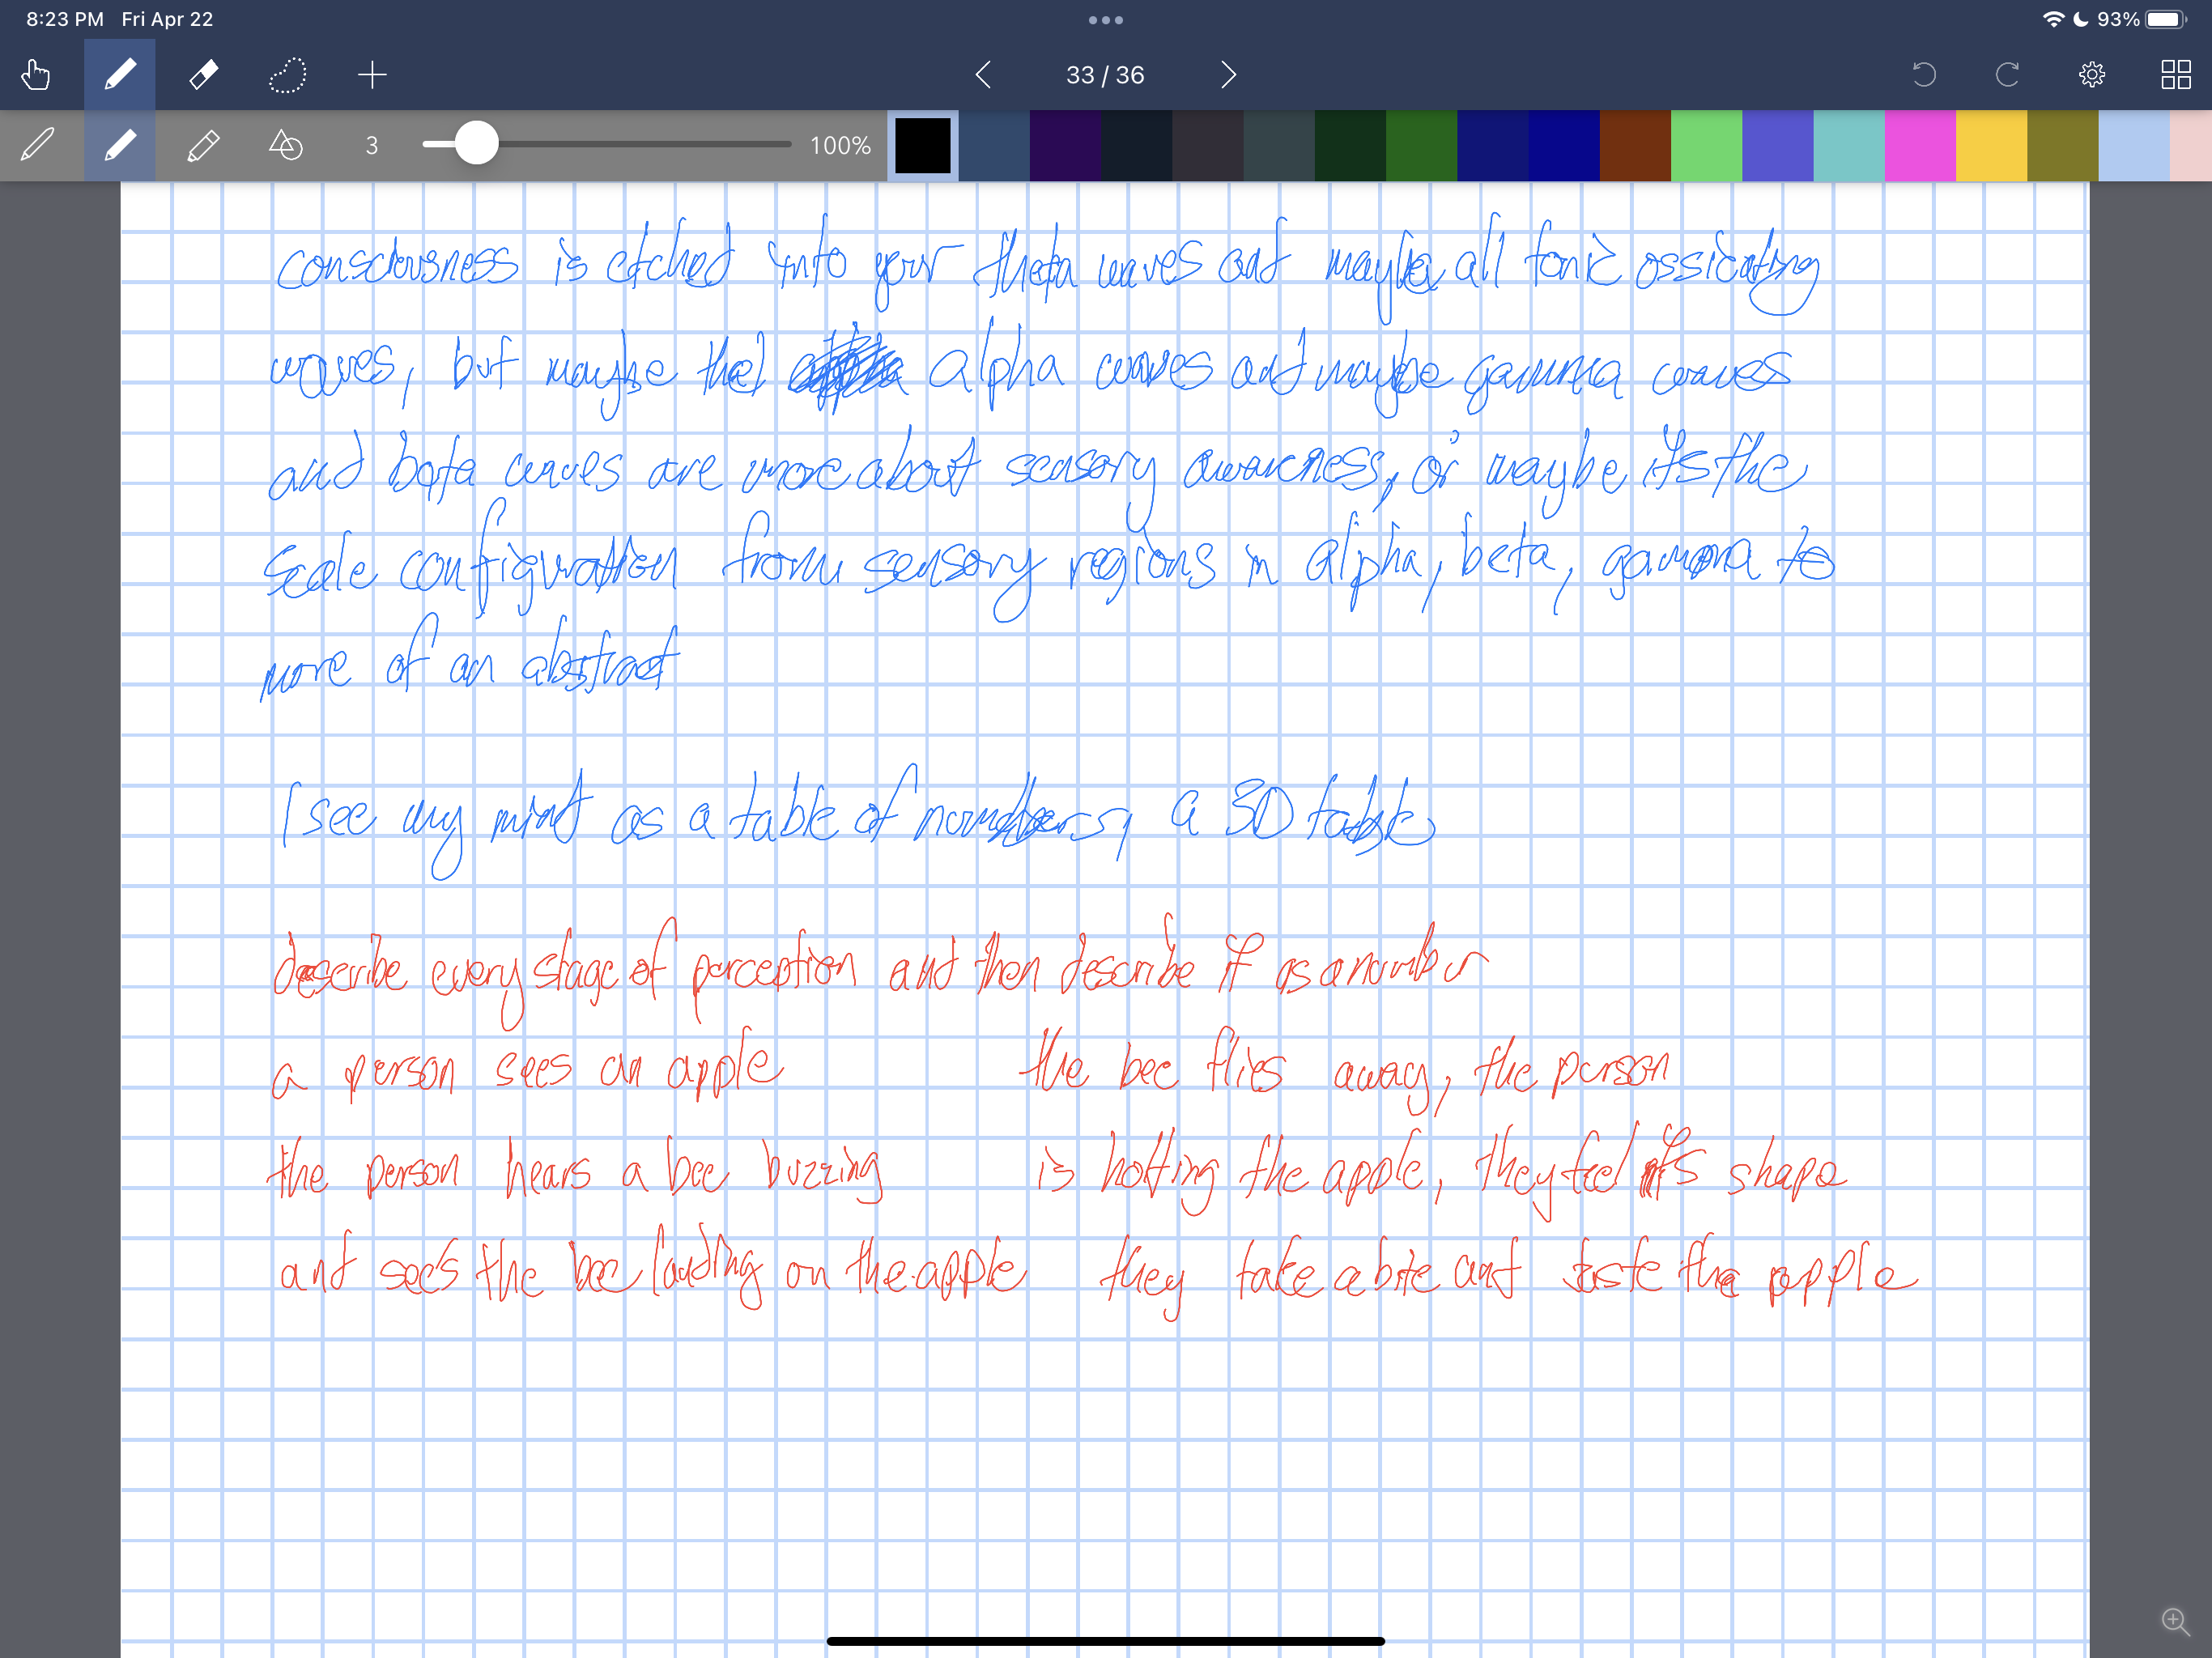 8:23 PM Fri Apr 22
93%
33 / 36
3
100%
consciousness is etched into your theta waves and maybe all tonic ossicating
waves, but maybe the alpha waves and maybe gamma waves
and beta waves are more about sensory awareness, or maybe its the
scale configuration from sensory regions in alpha, beta, gamma to
more of an abstract
I see my mind as a table of numbers, a 3D table
describe every stage of perception and then describe it as a number
a person sees an apple
the person hears a bee buzzing
and sees the bee landing on the apple
the bee flies away, the person
is holding the apple, they feel its shape
they take a bite and taste the apple